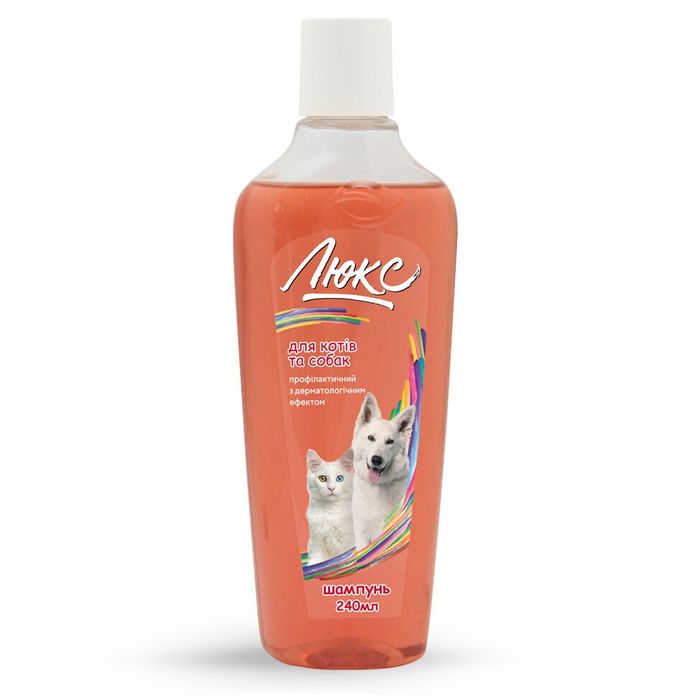 Люкс
для котів
та собак
профілактичний
з дерматологічним
ефектом
шампунь
240мл